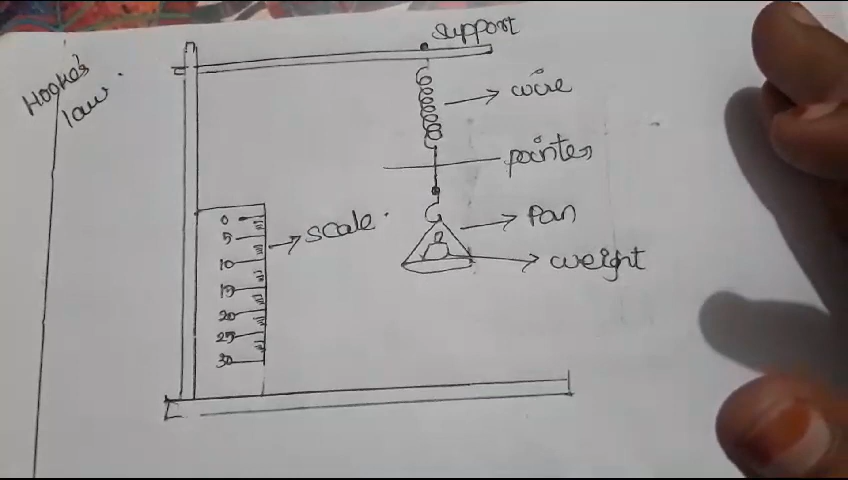 Hooke's
law.
support
wire
pointer
Pan
weight
scale.
0
5
10
15
20
25
30